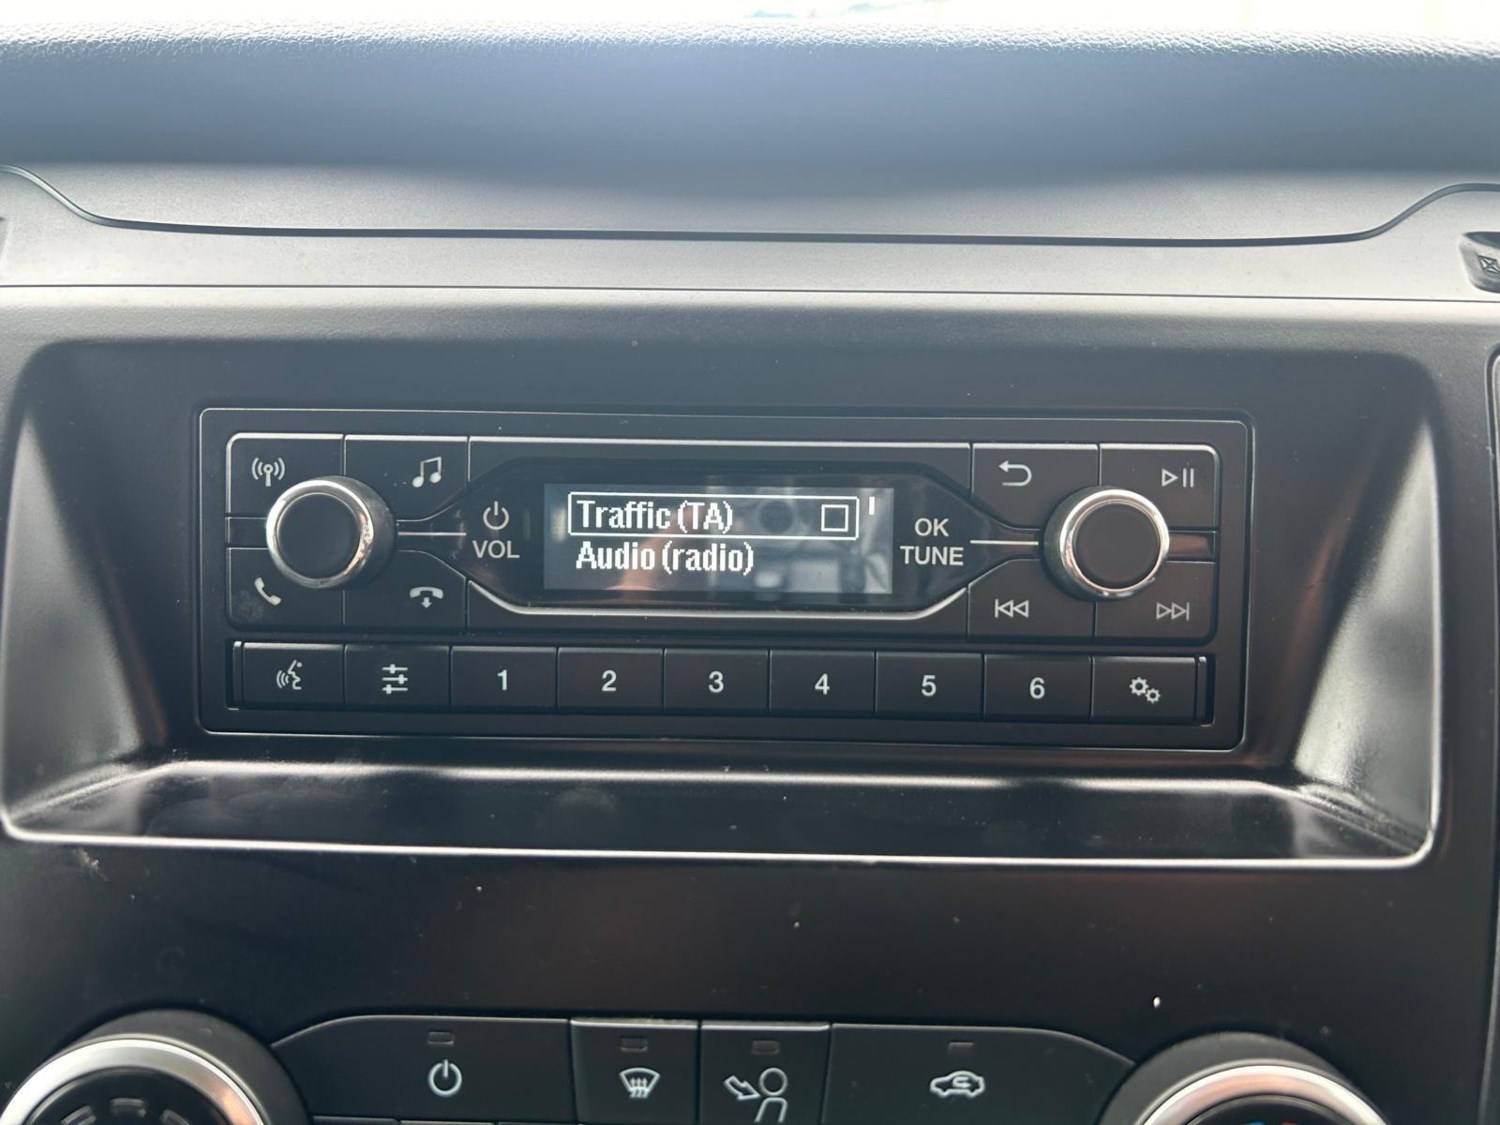 VOL
Traffic (TA)
Audio (radio)
OK
TUNE
1 2 3 4 5 6